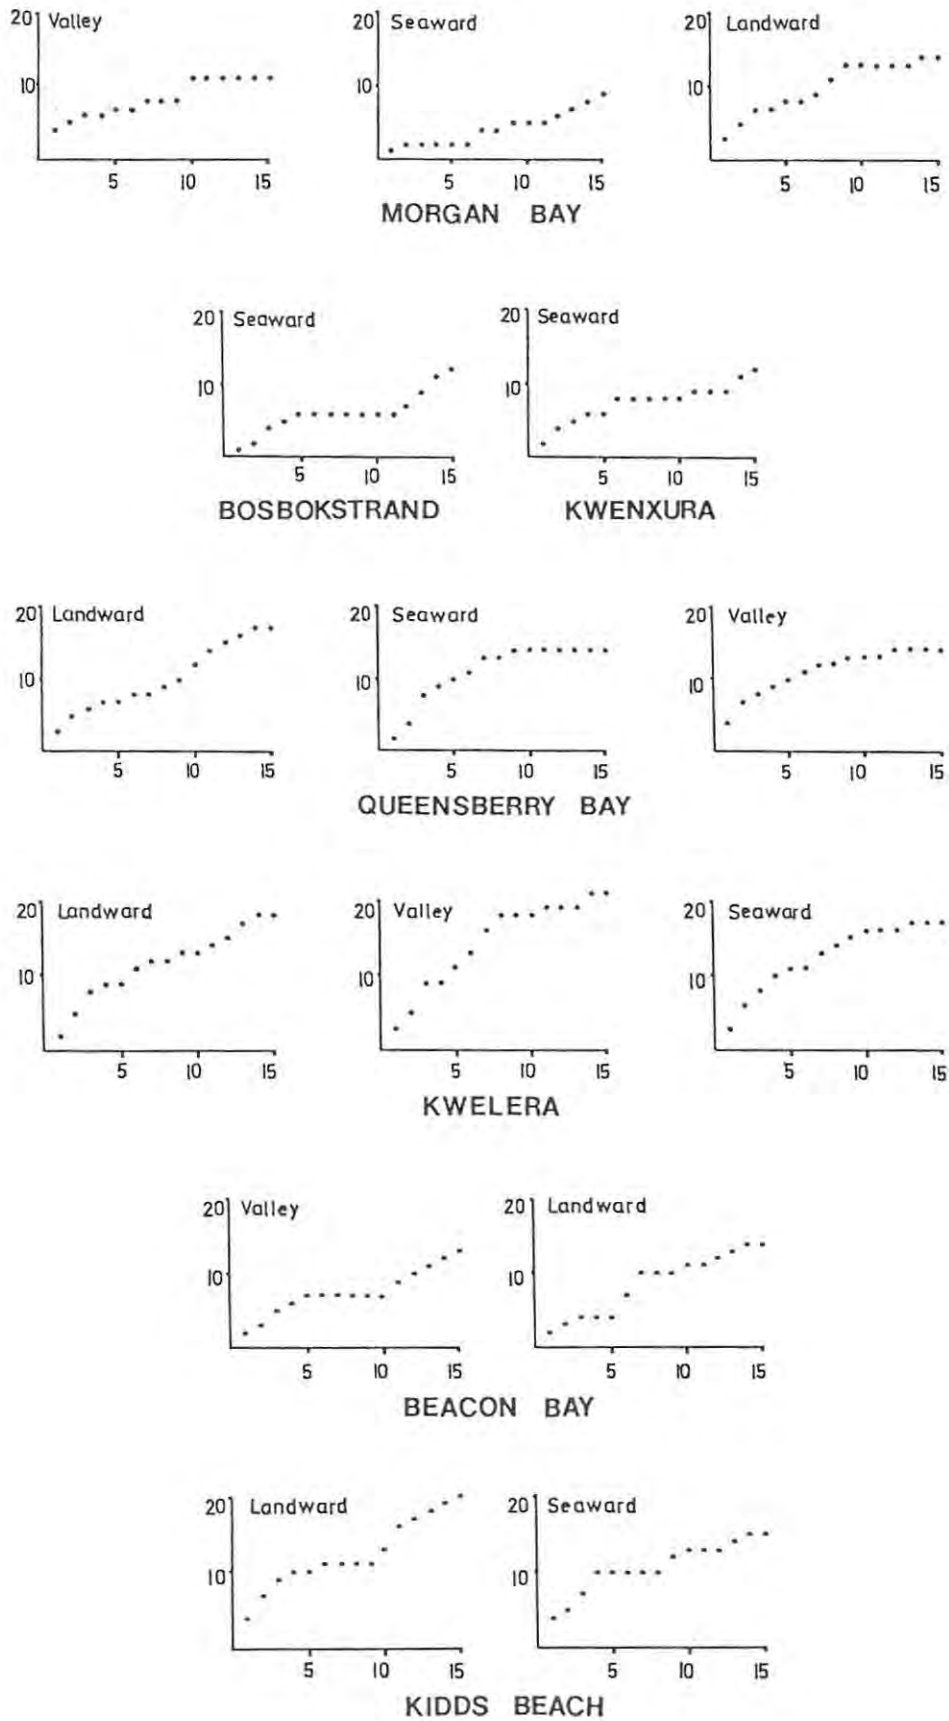 20 Valley 20 Seaward 20 Landward
10 10 10
5 10 15 5 10 15 5 10 15
MORGAN BAY
20 Seaward 20 Seaward
10 10
5 10 15 5 10 15
BOSBOKSTRAND KWENXURA
20 Landward 20 Seaward 20 Valley
10 10 10
5 10 15 5 10 15 5 10 15
QUEENSBERRY BAY
20 Landward 20 Valley 20 Seaward
10 10 10
5 10 15 5 10 15 5 10 15
KWELERA
20 Valley 20 Landward
10 10
5 10 15 5 10 15
BEACON BAY
20 Landward 20 Seaward
10 10
5 10 15 5 10 15
KIDDS BEACH